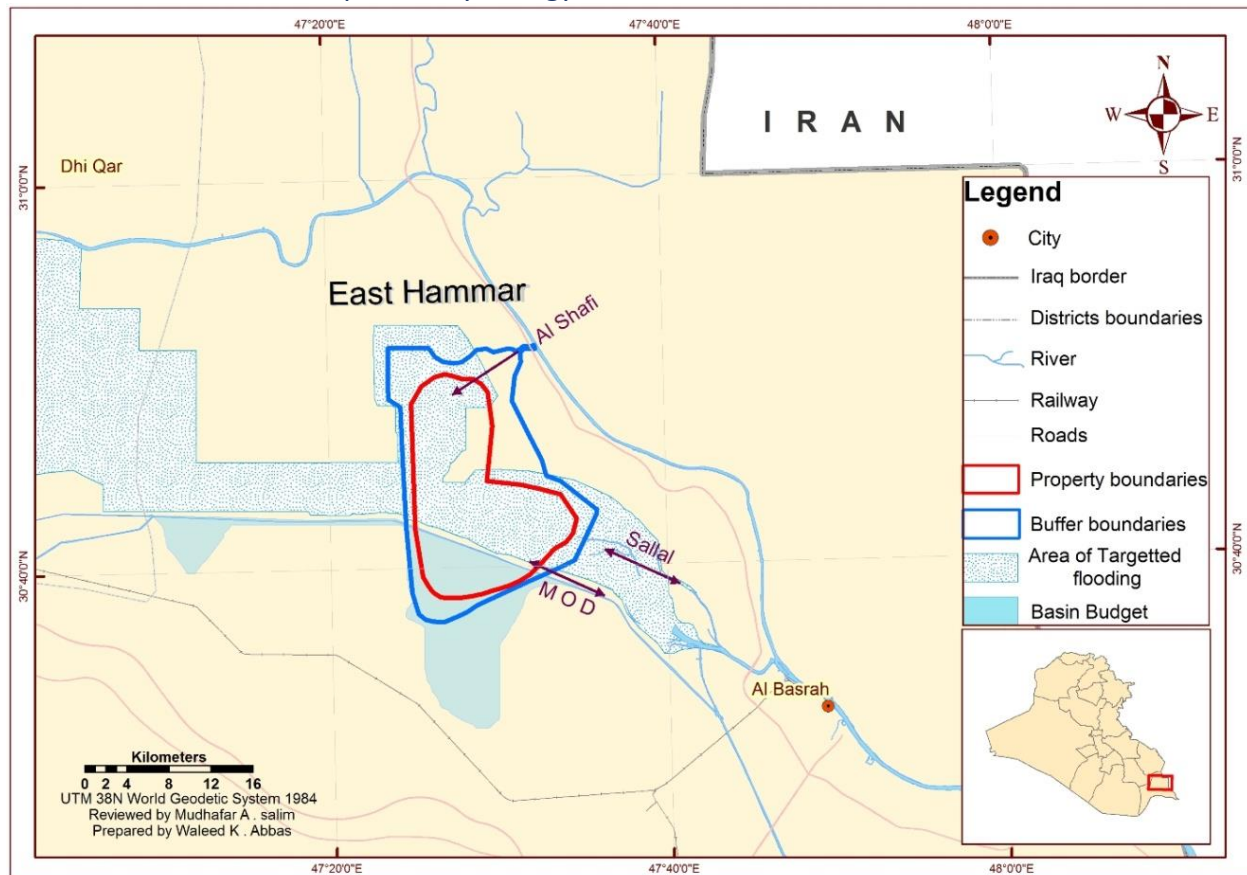 47°20'0"E
47°40'0"E
48°0'0"E
I R A N
N
W
E
S
Dhi Qar
31°0'0"N
31°0'0"N
East Hammar
Al Shafi
Legend
City
Iraq border
Districts boundaries
River
Railway
Roads
Property boundaries
Buffer boundaries
Area of Targetted
flooding
Basin Budget
Sallal
M O D
30°40'0"N
30°40'0"N
Al Basrah
Kilometers
0 2 4 8 12 16
UTM 38N World Geodetic System 1984
Reviewed by Mudhafar A . salim
Prepared by Waleed K . Abbas
47°20'0"E
47°40'0"E
48°0'0"E